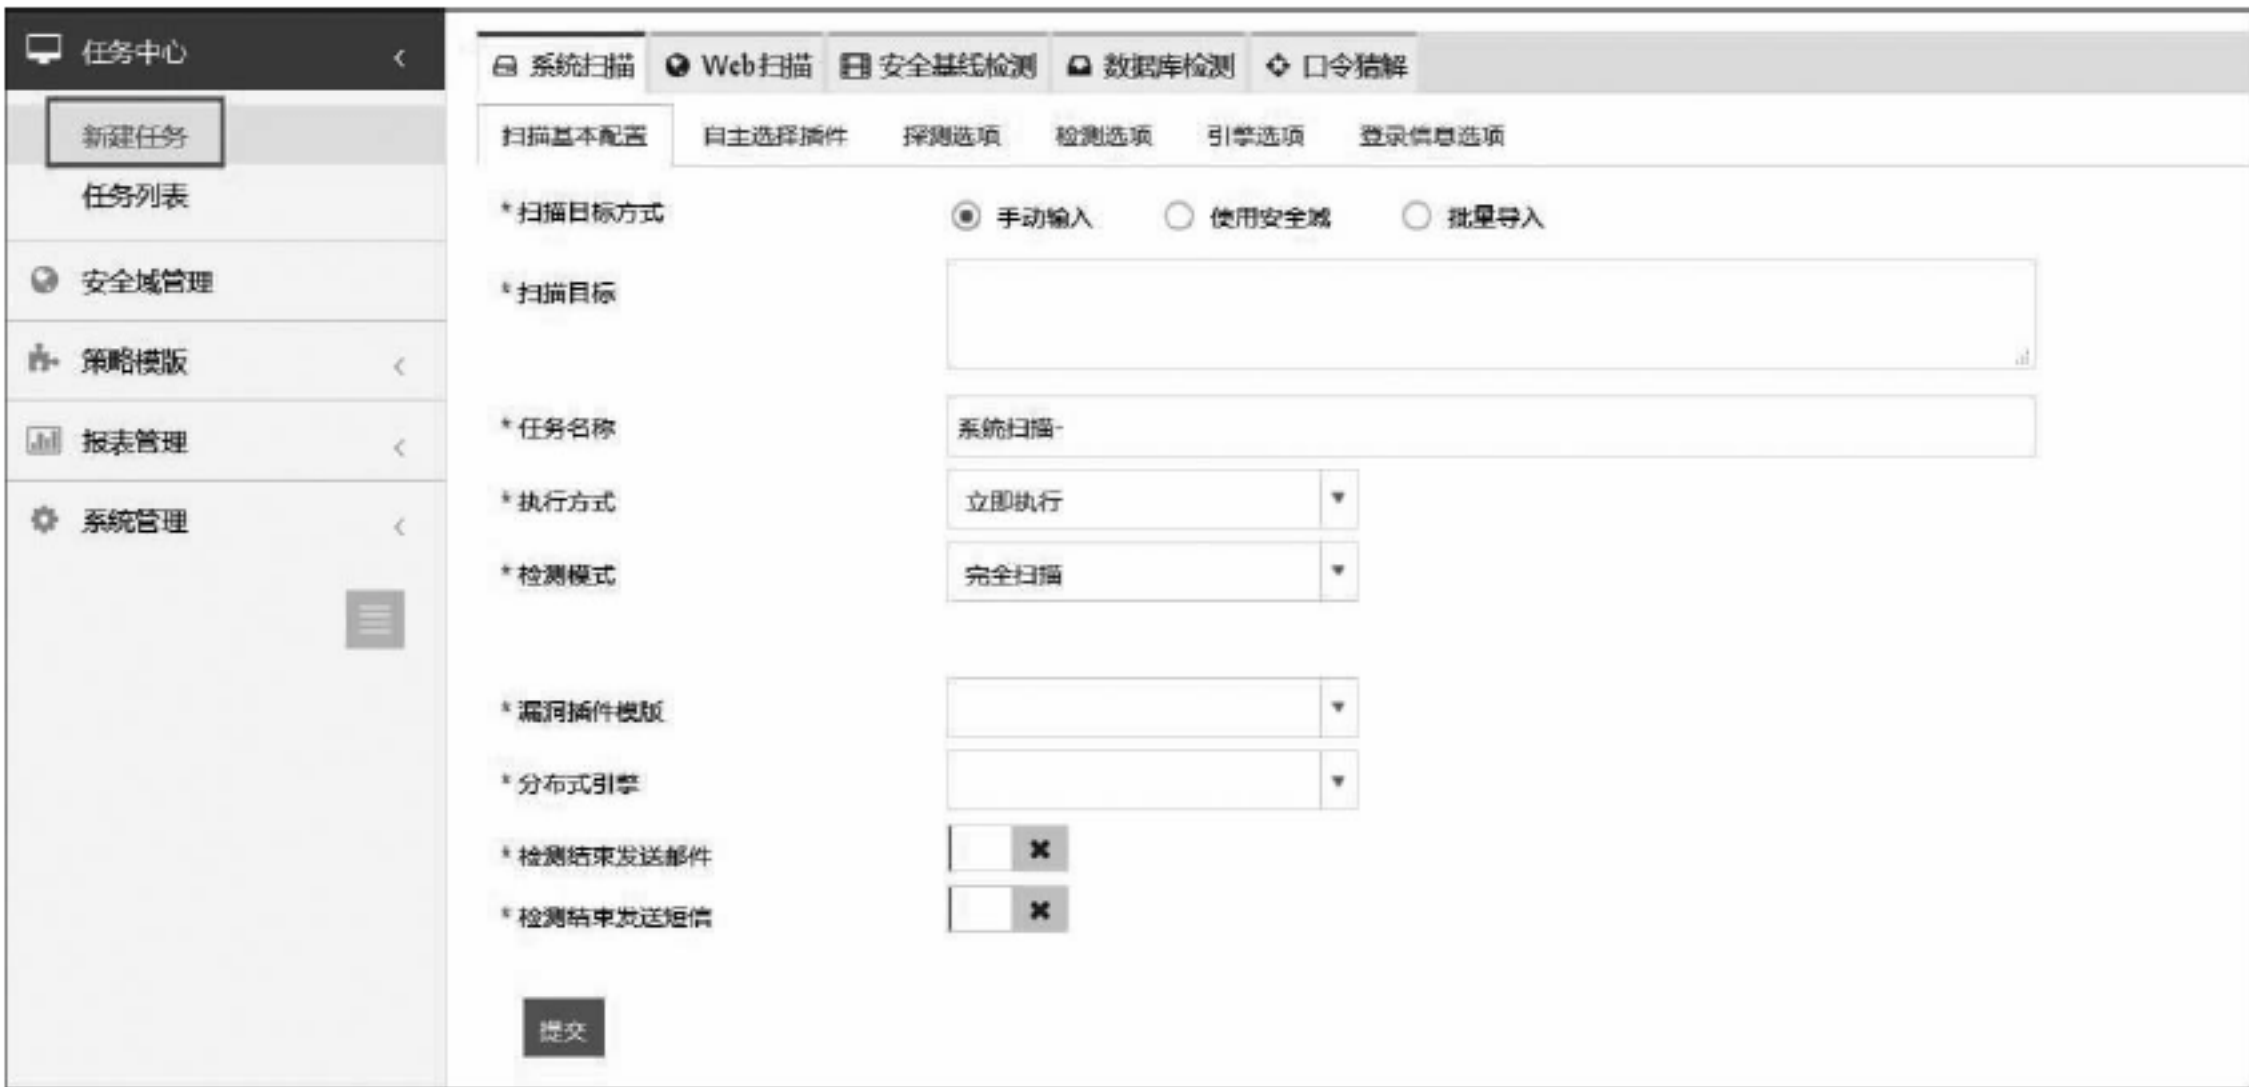 任务中心
新建任务
任务列表
安全域管理
策略模版
报表管理
系统管理
系统扫描 Web扫描 安全基线检测 数据库检测 口令猜解
扫描基本配置 自主选择插件 探测选项 检测选项 引擎选项 登录信息选项
* 扫描目标方式 手动输入 使用安全域 批量导入
* 扫描目标
* 任务名称 系统扫描-
* 执行方式 立即执行
* 检测模式 完全扫描
* 漏洞插件模版
* 分布式引擎
* 检测结束发送邮件
* 检测结束发送短信
提交